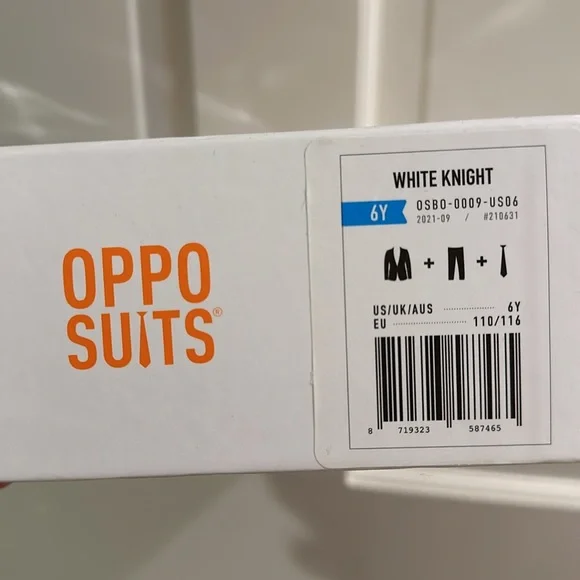 OPPO
SUITS®
WHITE KNIGHT
6Y
OSBO-0009-US06
2021-09 / #210631
+ +
US/UK/AUS 6Y
EU 110/116
8 719323 587465